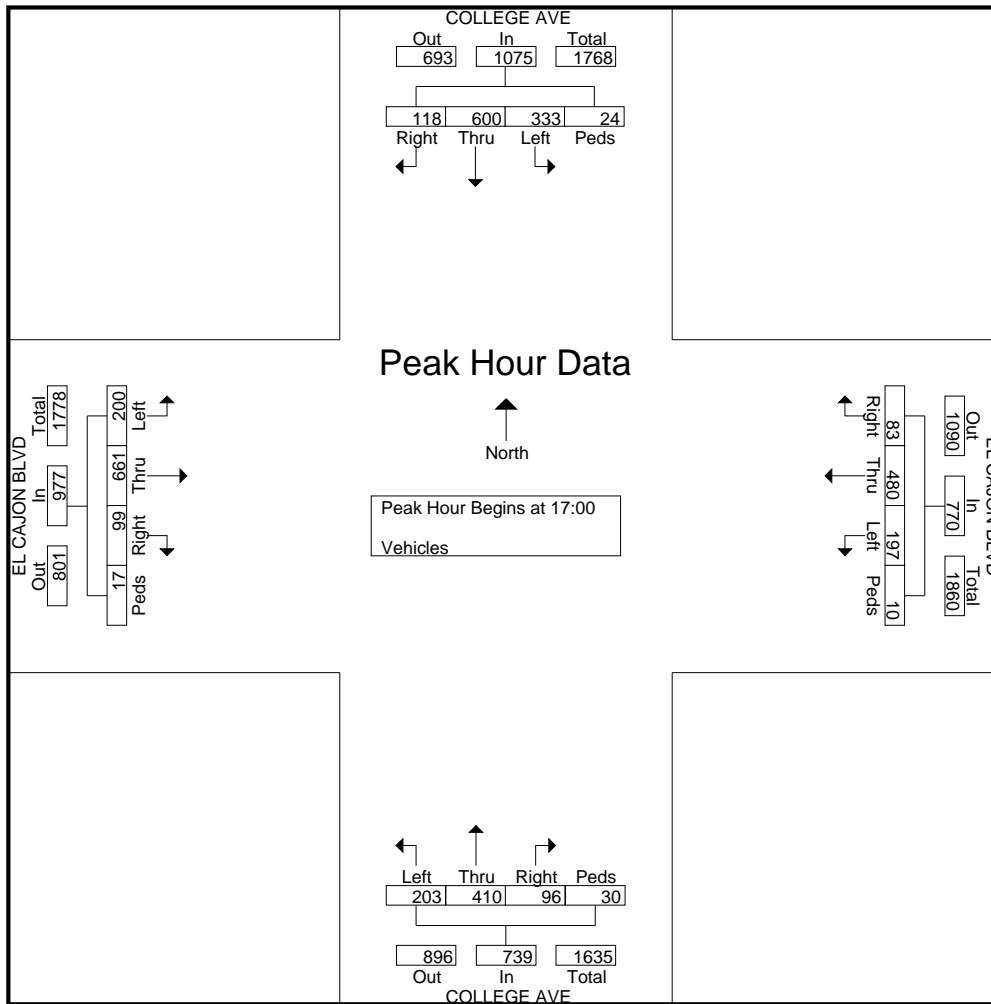 COLLEGE AVE
Out In Total
693 1075 1768
118 600 333 24
Right Thru Left Peds
Peak Hour Data
North
Peak Hour Begins at 17:00
Vehicles
EL CAJON BLVD
Total In Out
1778 977 801
200 661 99 17
Left Thru Right Peds
Right Thru Left Peds
83 480 197 10
1090 770 1860
Out In Total
EL CAJON BLVD
Left Thru Right Peds
203 410 96 30
896 739 1635
Out In Total
COLLEGE AVE